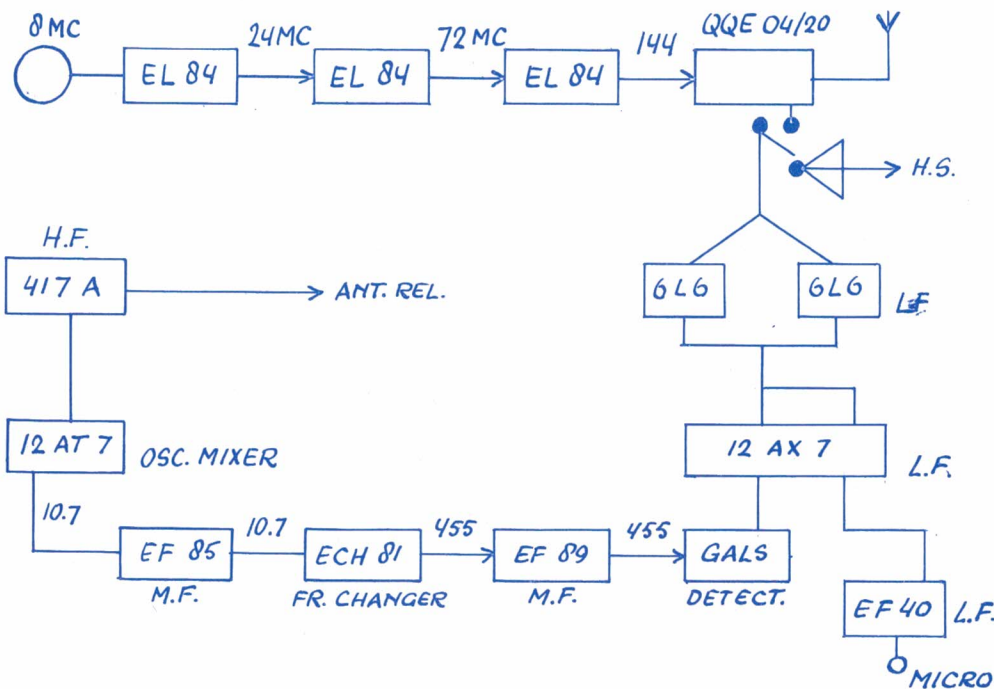 8 MC
24 MC
72 MC
144
QQE 04/20
EL 84
EL 84
EL 84
H.S.
H.F.
417 A
ANT. REL.
6L6
6L6
L.F.
12 AT 7
OSC. MIXER
12 AX 7
L.F.
10.7
10.7
455
455
EF 85
ECH 81
EF 89
GALS
M.F.
FR. CHANGER
M.F.
DETECT.
EF 40
L.F.
MICRO